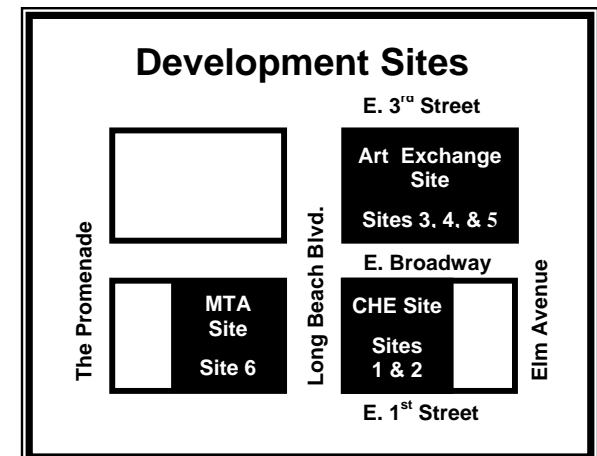 Development Sites
E. 3rd Street
Art Exchange
Site
Sites 3, 4, & 5
The Promenade
Long Beach Blvd.
E. Broadway
Elm Avenue
MTA
Site
Site 6
CHE Site
Sites
1 & 2
E. 1st Street